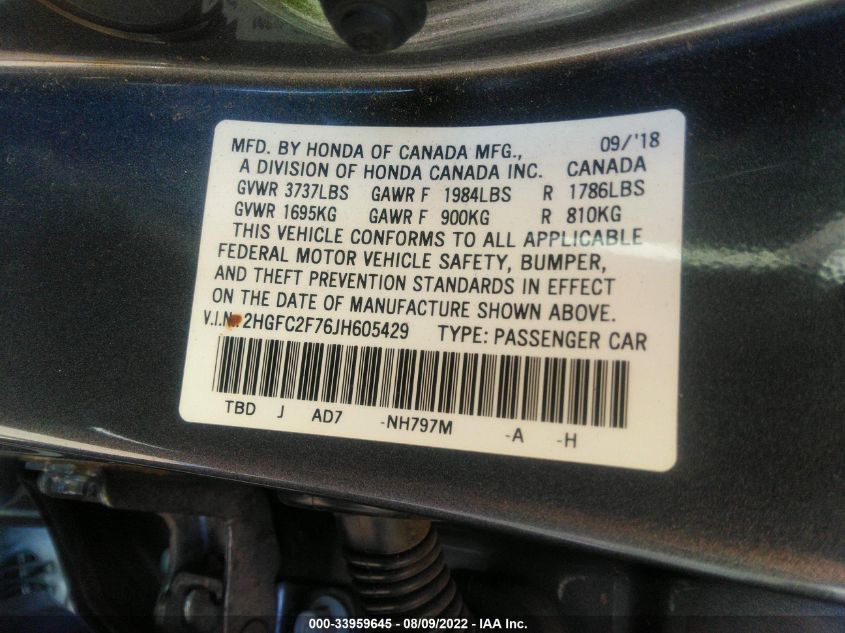 MFD. BY HONDA OF CANADA MFG., 09/'18
A DIVISION OF HONDA CANADA INC. CANADA
GVWR 3737LBS GAWR F 1984LBS R 1786LBS
GVWR 1695KG GAWR F 900KG R 810KG
THIS VEHICLE CONFORMS TO ALL APPLICABLE
FEDERAL MOTOR VEHICLE SAFETY, BUMPER,
AND THEFT PREVENTION STANDARDS IN EFFECT
ON THE DATE OF MANUFACTURE SHOWN ABOVE.
V.I.N.: 2HGFC2F76JH605429 TYPE: PASSENGER CAR
TBD J AD7 -NH797M -A -H
000-33959645 - 08/09/2022 - IAA Inc.